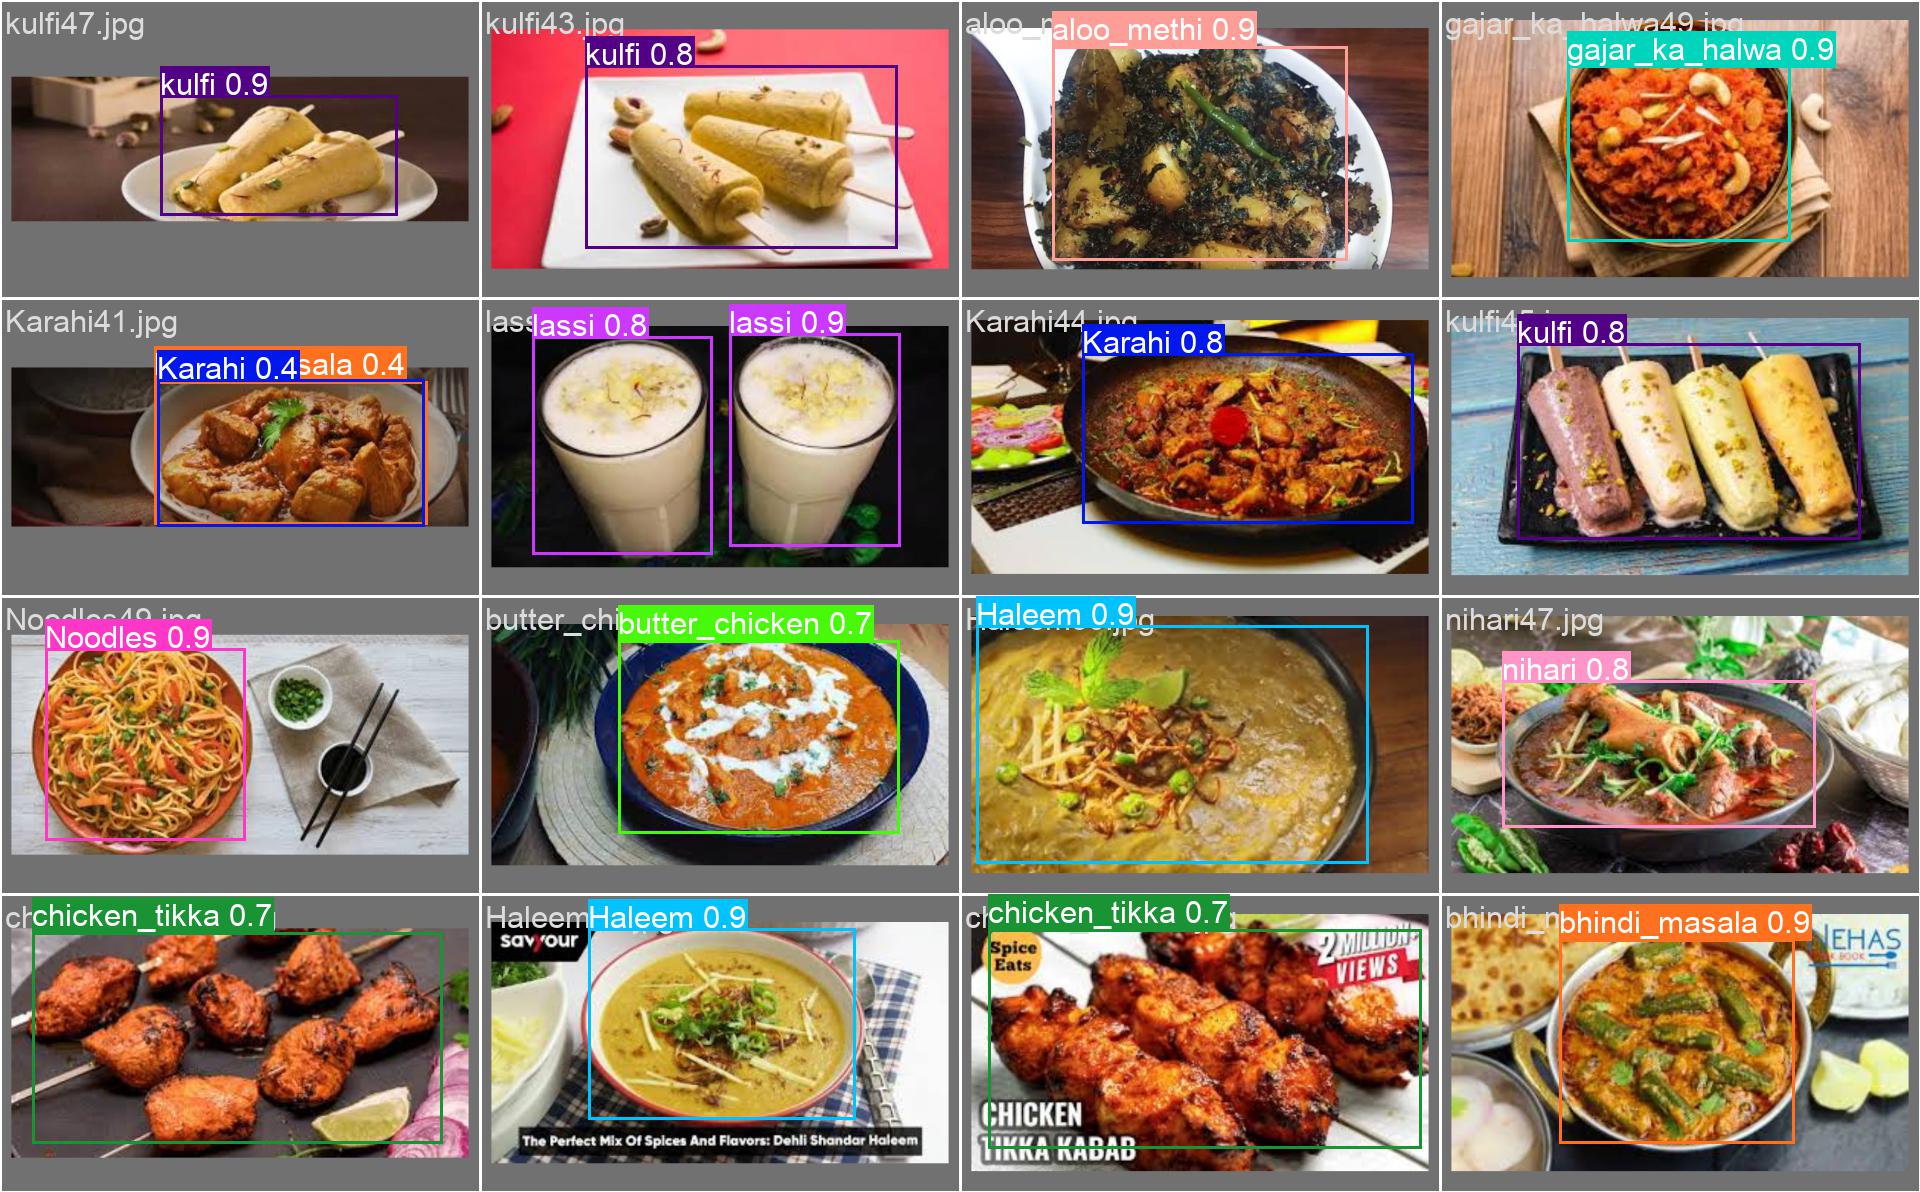 kulfi47.jpg
kulfi 0.9
kulfi43.jpg
kulfi 0.8
aloo_methi 0.9
gajar_ka_halwa49.jpg
gajar_ka_halwa 0.9
Karahi41.jpg
Karahi 0.4
sala 0.4
lassi 0.8
lassi 0.9
Karahi44.jpg
Karahi 0.8
kulfi45.j
kulfi 0.8
Noodles49.jpg
Noodles 0.9
butter_chi
butter_chicken 0.7
Haleem 0.9
nihari47.jpg
nihari 0.8
ch
chicken_tikka 0.7
Haleem
Haleem 0.9
savyour
The Perfect Mix Of Spices And Flavors: Dehli Shandar Haleem
ch
chicken_tikka 0.7
Spice
Eats
2 MILLION+
VIEWS
CHICKEN
TIKKA KABAB
bhindi_m
bhindi_masala 0.9
NEHAS
COOK BOOK